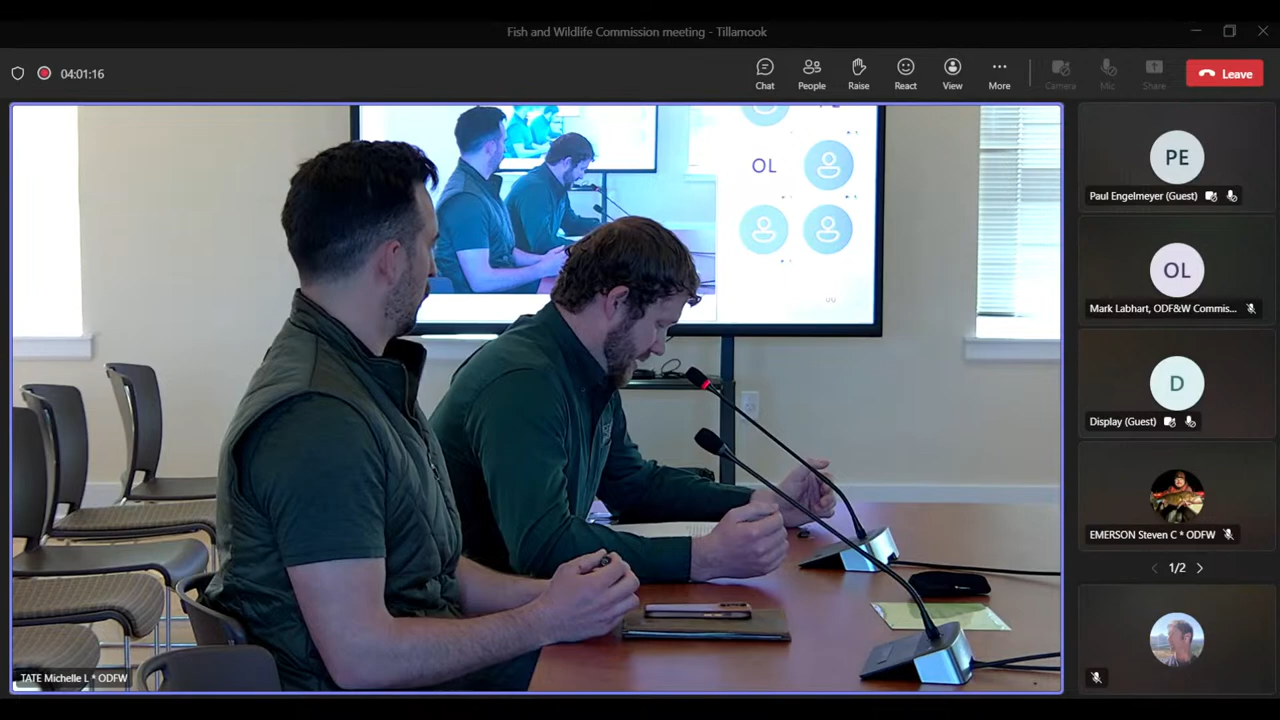 Fish and Wildlife Commission meeting - Tillamook
04:01:16
Chat
People
Raise
React
View
More
Camera
Mic
Share
Leave
OL
PE
Paul Engelmeyer (Guest)
OL
Mark Labhart, ODF&W Commis...
D
Display (Guest)
EMERSON Steven C * ODFW
1/2
TATE Michelle L * ODFW